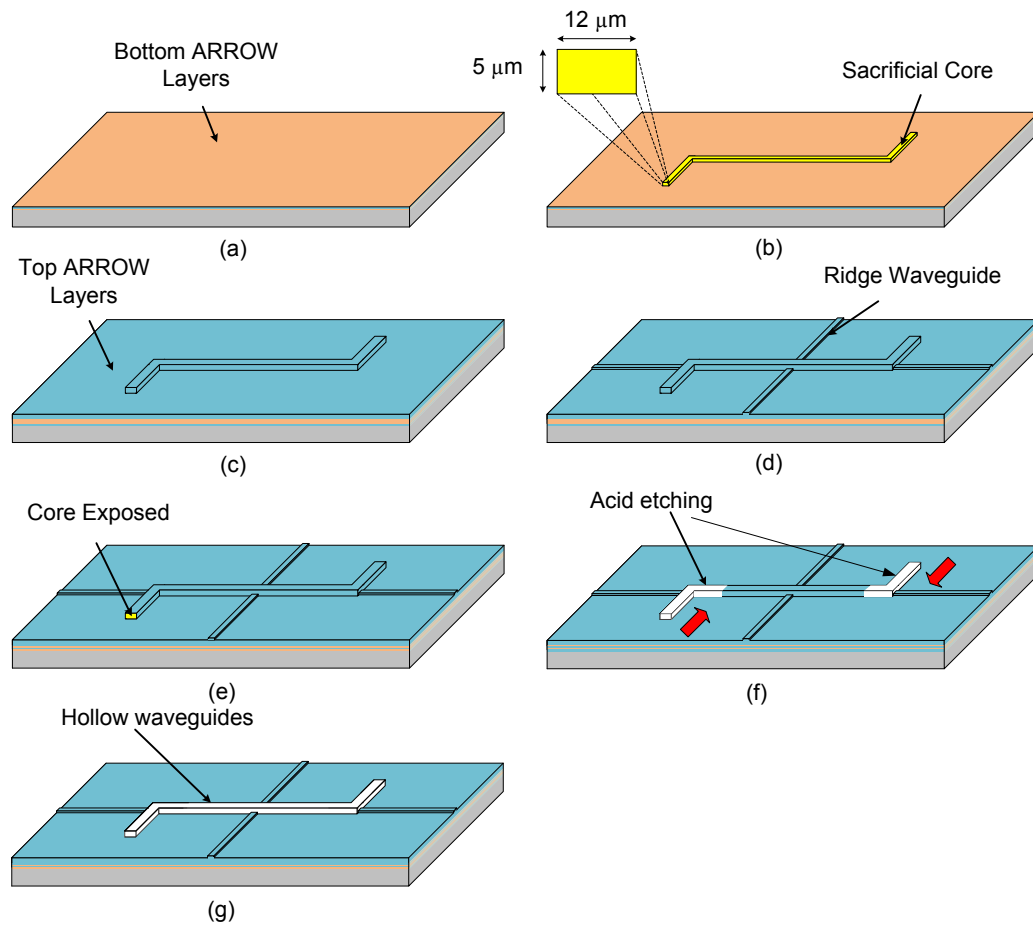 Bottom ARROW
Layers
(a)
12 μm
5 μm
Sacrificial Core
(b)
Top ARROW
Layers
(c)
Ridge Waveguide
(d)
Core Exposed
(e)
Acid etching
(f)
Hollow waveguides
(g)